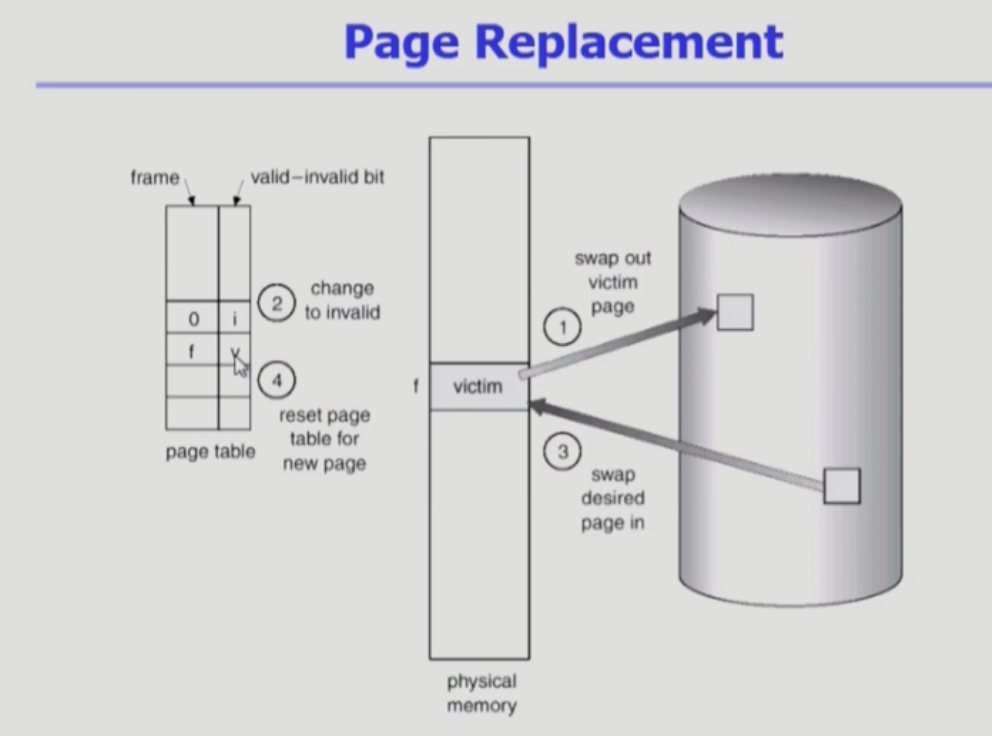 Page Replacement
frame
valid–invalid bit
0
i
f
v
2
change
to invalid
4
reset page
table for
new page
page table
f
victim
physical
memory
swap out
victim
page
1
3
swap
desired
page in